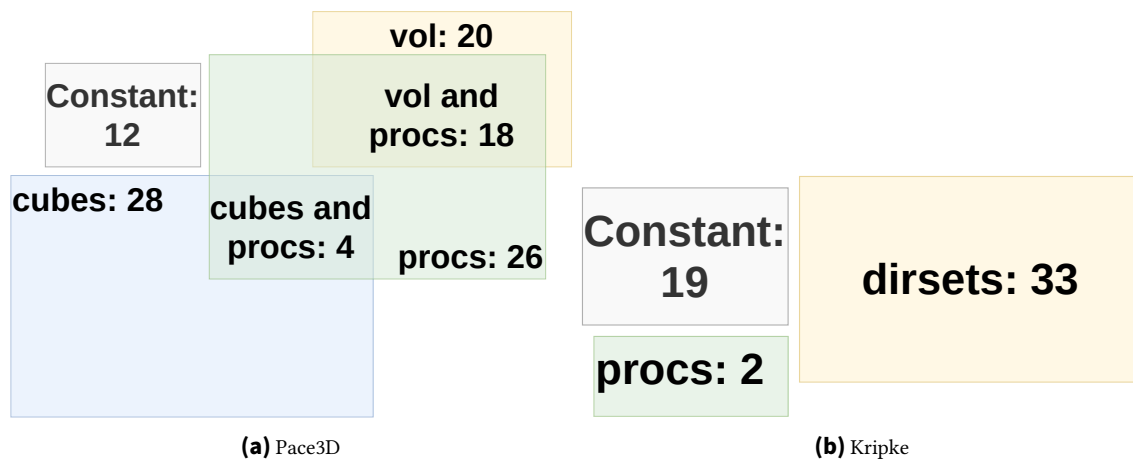 vol: 20
Constant:
12
vol and
procs: 18
cubes: 28
cubes and
procs: 4
procs: 26
(a) Pace3D
Constant:
19
dirsets: 33
procs: 2
(b) Kripke